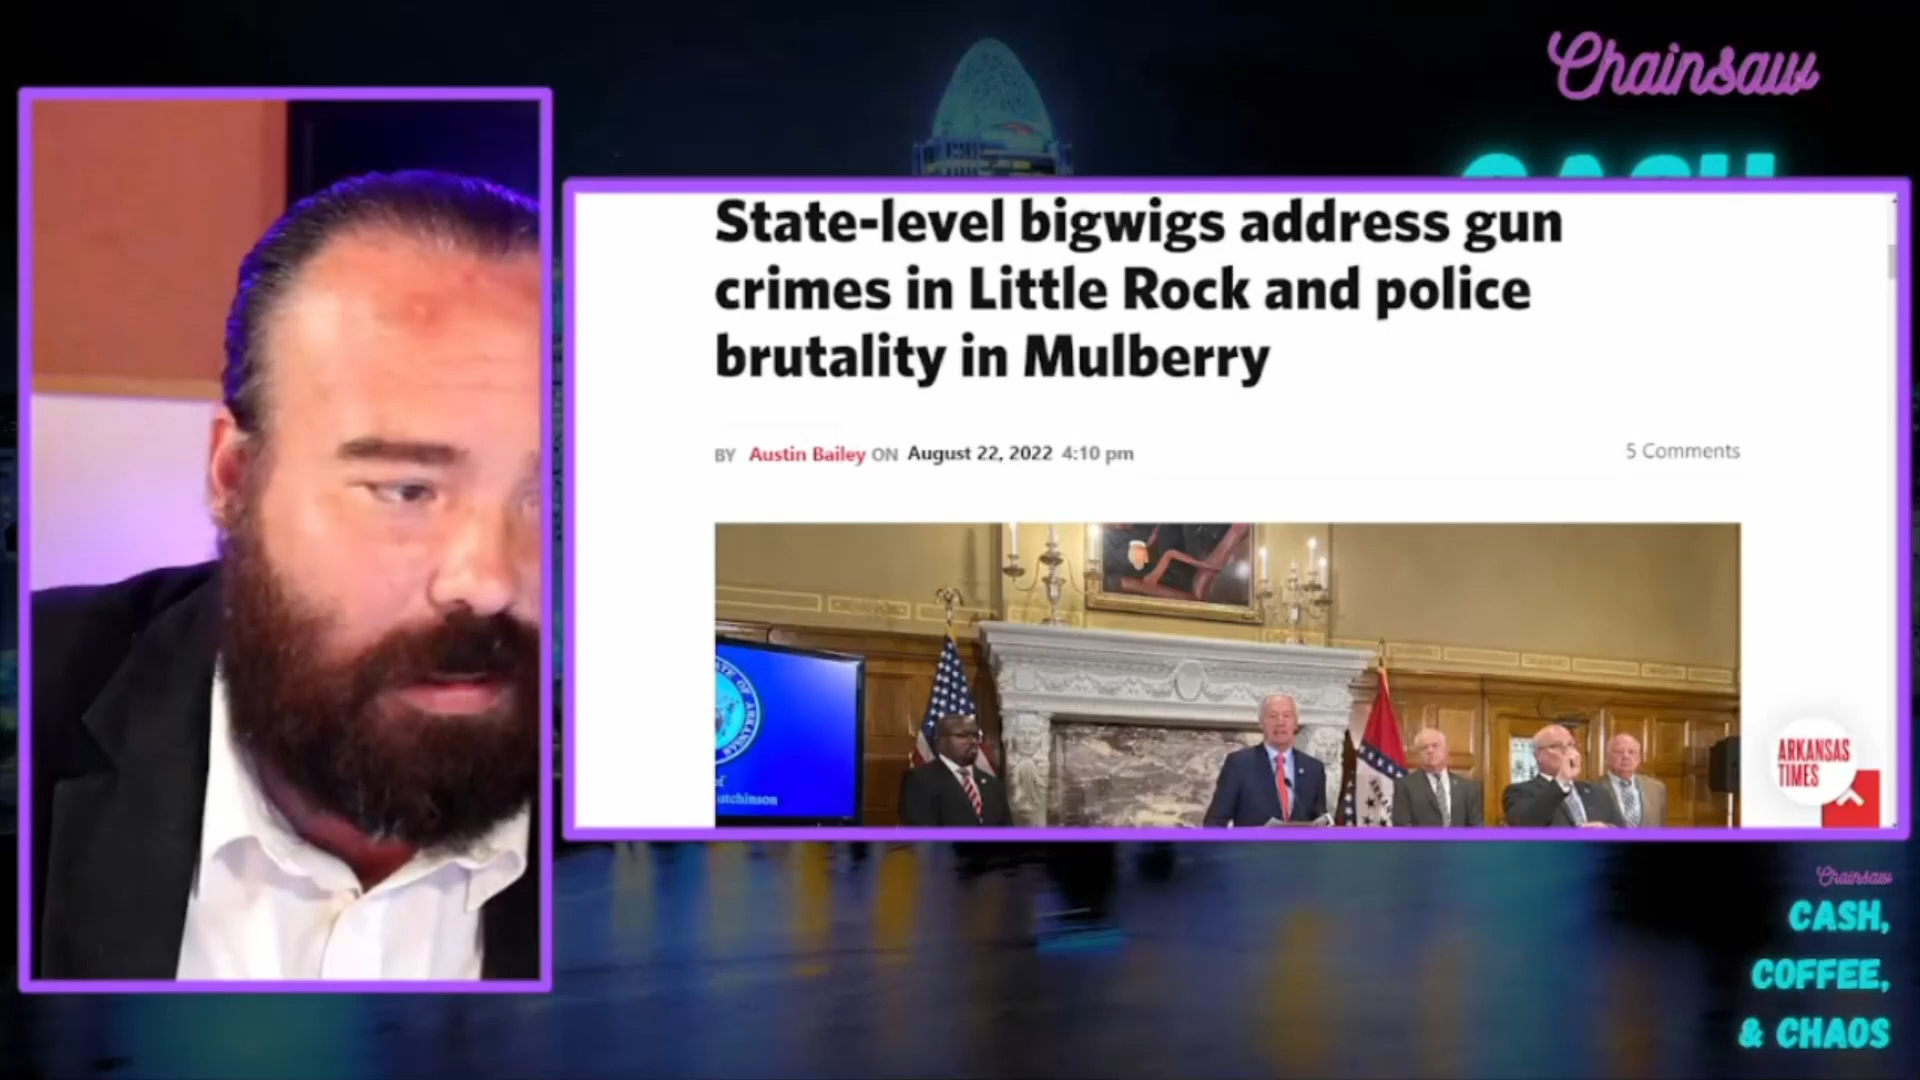 Chainsaw
CASH
State-level bigwigs address gun
crimes in Little Rock and police
brutality in Mulberry
BY Austin Bailey ON August 22, 2022 4:10 pm
5 Comments
ARKANSAS
TIMES
Chainsaw
CASH,
COFFEE,
& CHAOS